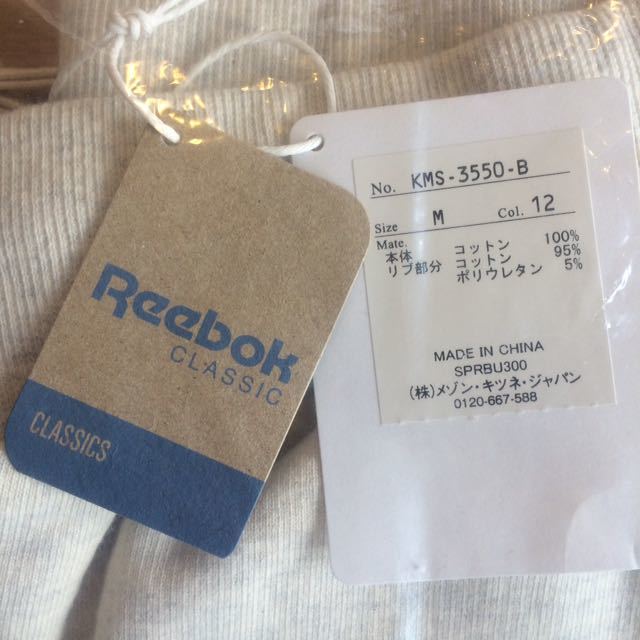 Reebok
CLASSIC
CLASSICS
No. KMS-3550-B
Size M Col. 12
Mate.
本体 コットン 100%
リブ部分 コットン 95%
ポリウレタン 5%
MADE IN CHINA
SPRBU300
(株)メゾン・キツネ・ジャパン
0120-667-588